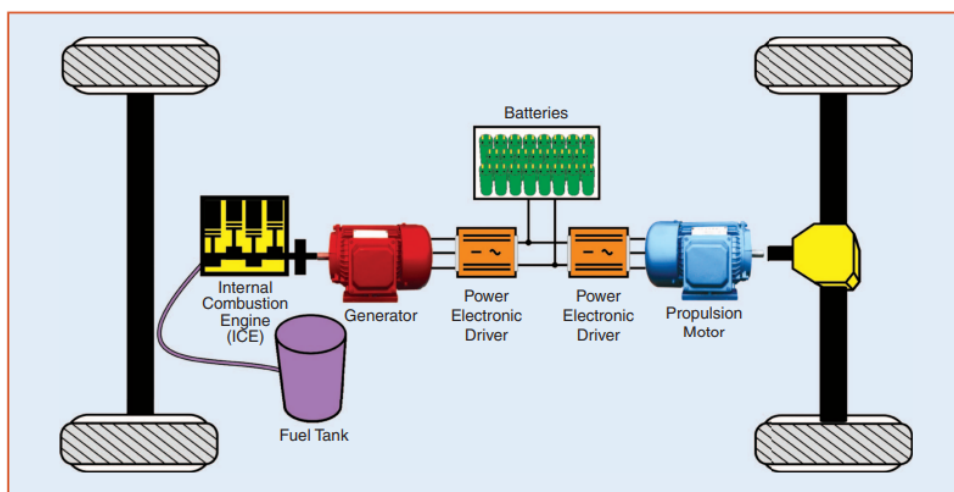 Batteries
Internal
Combustion
Engine
(ICE)
Generator
Power
Electronic
Driver
Power
Electronic
Driver
Propulsion
Motor
Fuel Tank